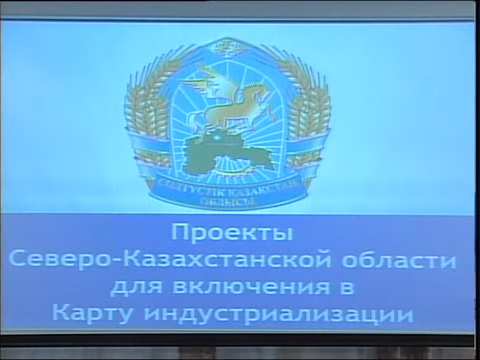 СОЛТҮСТІК ҚАЗАҚСТАН
ОБЛЫСЫ
Проекты
Северо-Казахстанской области
для включения в
Карту индустриализации